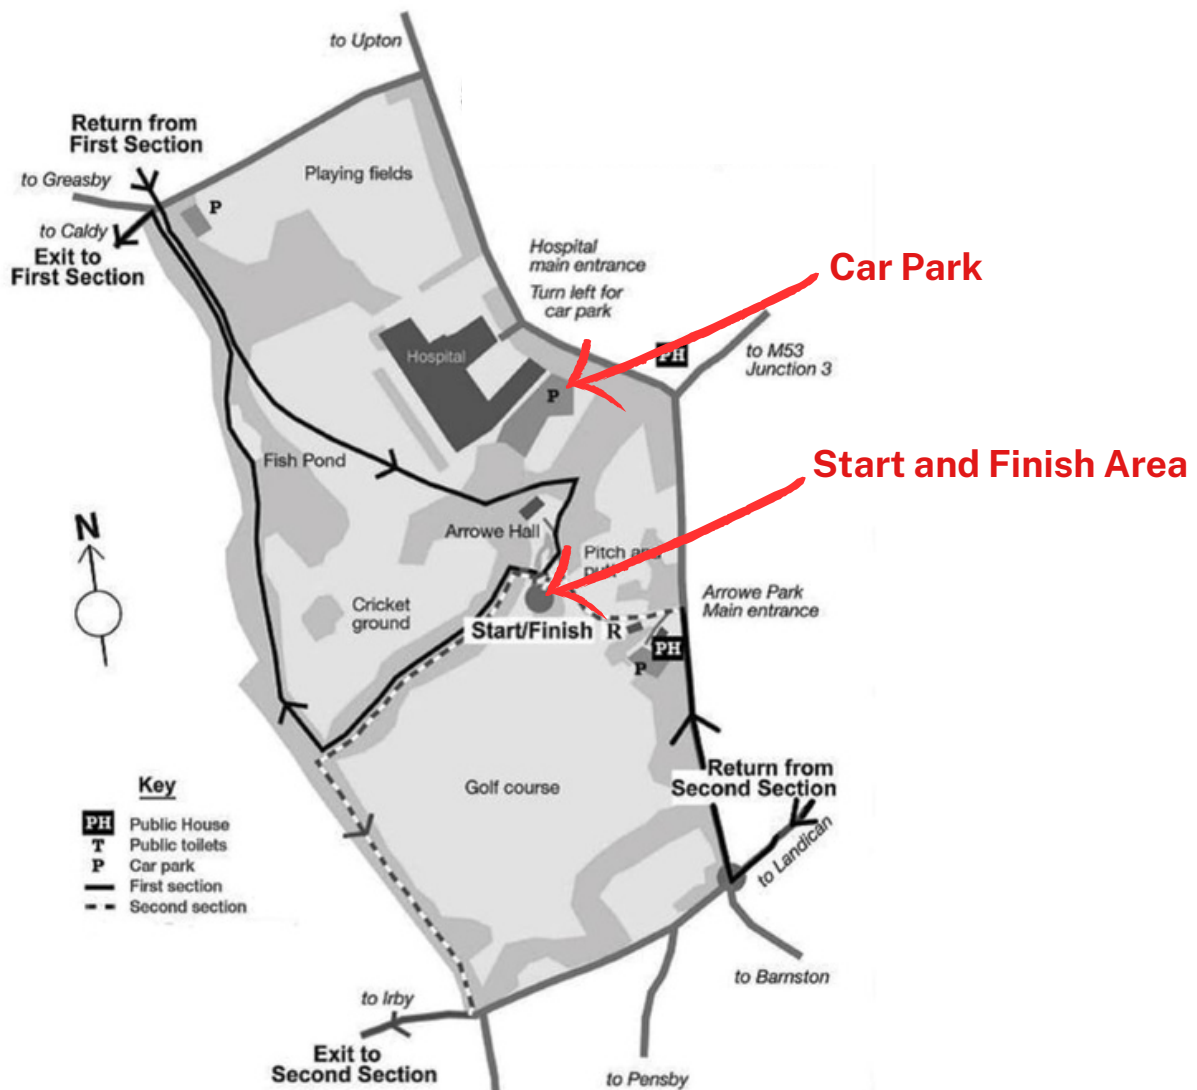 to Upton
Return from
First Section
to Greasby
Playing fields
P
to Caldy
Exit to
First Section
Hospital
main entrance
Turn left for
car park
Car Park
PH
to M53
Junction 3
Hospital
P
Start and Finish Area
Fish Pond
N
Arrowe Hall
Pitch and
Cricket
ground
Arrowe Park
Main entrance
Start/Finish
R
PH
P
Return from
Second Section
Golf course
Key
PH Public House
T Public toilets
P Car park
First section
Second section
to Landican
to Barnston
to Irby
Exit to
Second Section
to Pensby